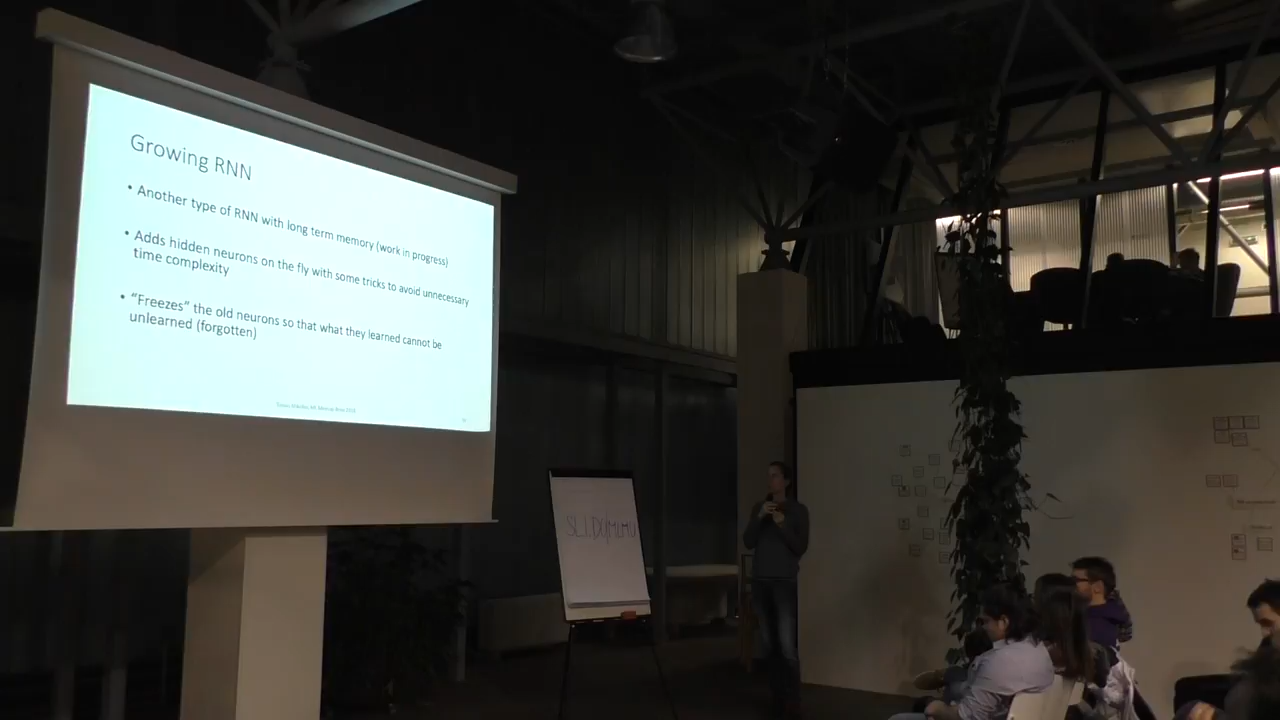 Growing RNN
• Another type of RNN with long term memory (work in progress)
• Adds hidden neurons on the fly with some tricks to avoid unnecessary
time complexity
• “Freezes” the old neurons so that what they learned cannot be
unlearned (forgotten)